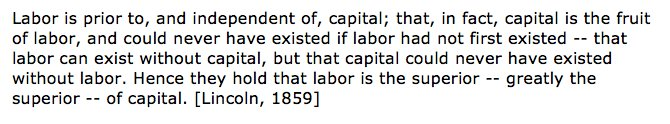 Labor is prior to, and independent of, capital; that, in fact, capital is the fruit
of labor, and could never have existed if labor had not first existed -- that
labor can exist without capital, but that capital could never have existed
without labor. Hence they hold that labor is the superior -- greatly the
superior -- of capital. [Lincoln, 1859]